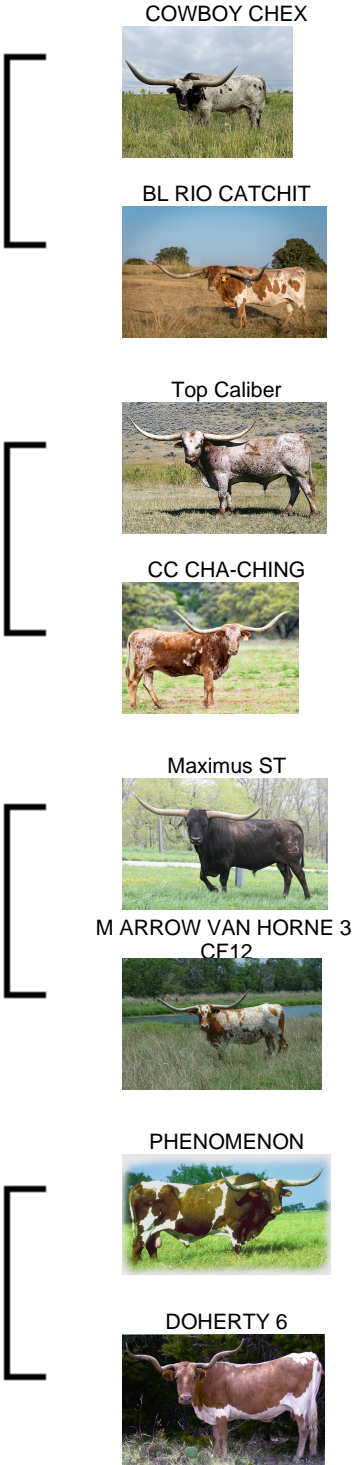 COWBOY CHEX
BL RIO CATCHIT
Top Caliber
CC CHA-CHING
Maximus ST
M ARROW VAN HORNE 3
CF12
PHENOMENON
DOHERTY 6